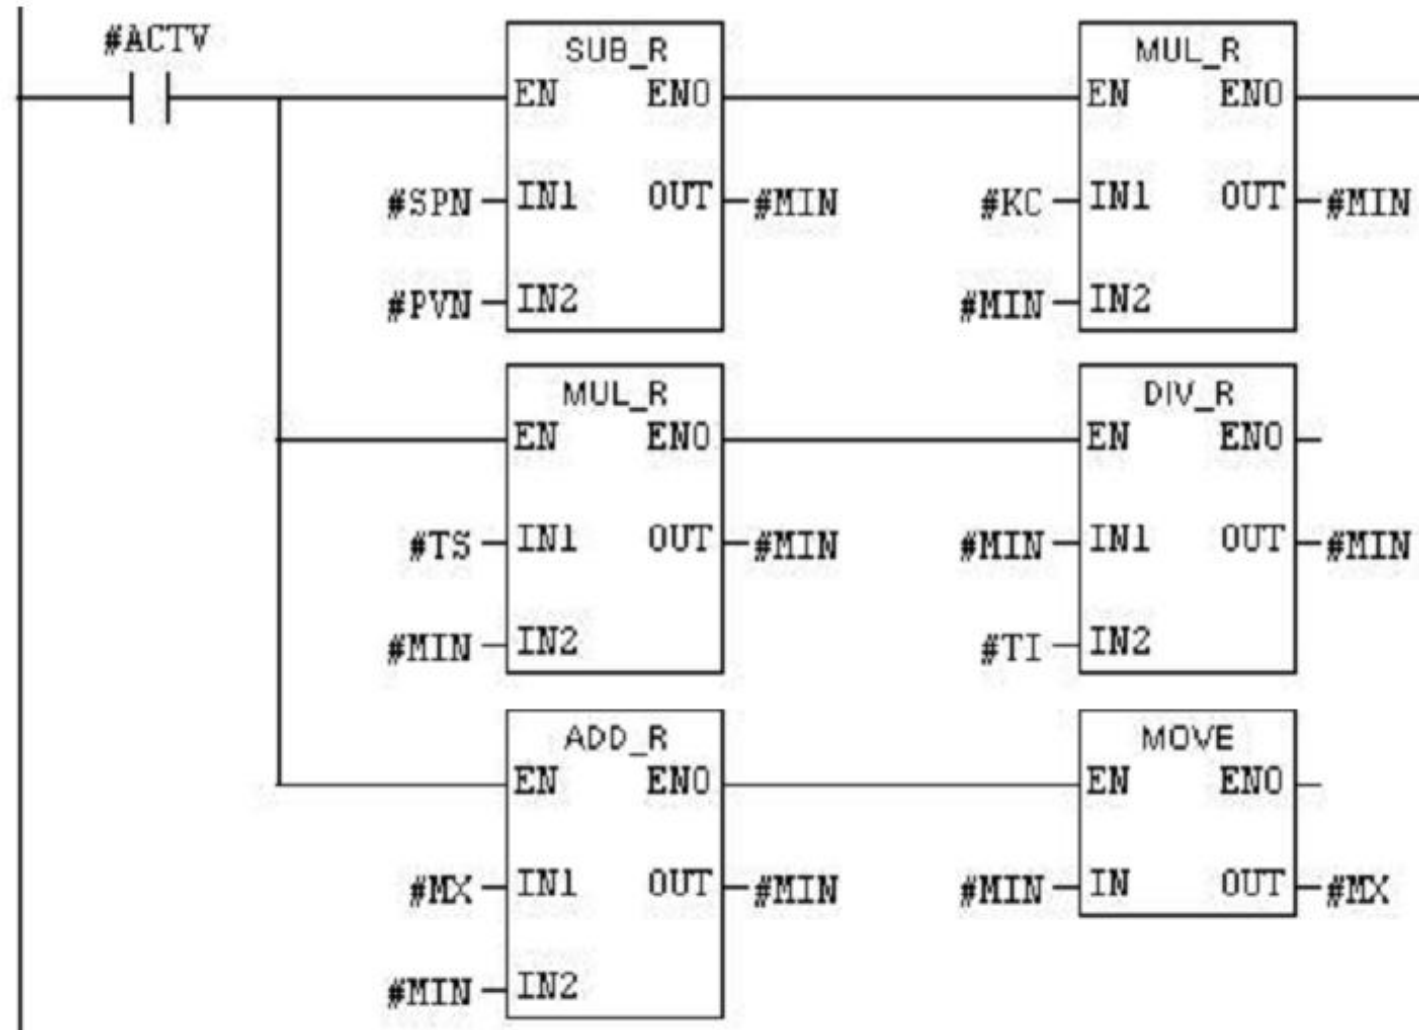 #ACTV
SUB_R MUL_R
EN ENO EN ENO
#SPN IN1 OUT #MIN #KC IN1 OUT #MIN
#PVN IN2 #MIN IN2
MUL_R DIV_R
EN ENO EN ENO
#TS IN1 OUT #MIN #MIN IN1 OUT #MIN
#MIN IN2 #TI IN2
ADD_R MOVE
EN ENO EN ENO
#MX IN1 OUT #MIN #MIN IN OUT #MX
#MIN IN2